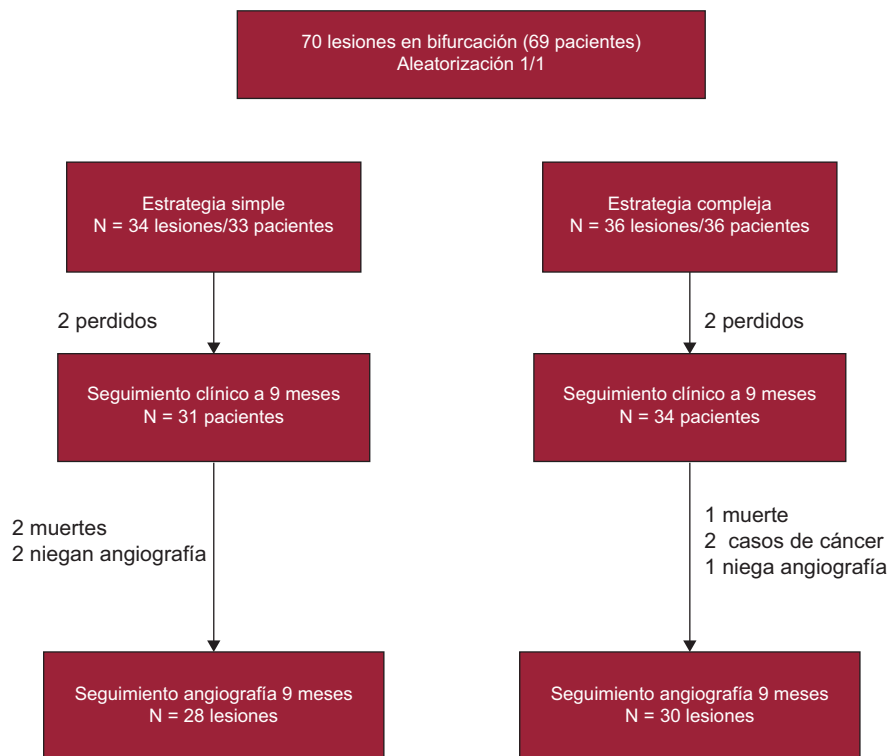 70 lesiones en bifurcación (69 pacientes)
Aleatorización 1/1
Estrategia simple
N = 34 lesiones/33 pacientes
Estrategia compleja
N = 36 lesiones/36 pacientes
2 perdidos
2 perdidos
Seguimiento clínico a 9 meses
N = 31 pacientes
Seguimiento clínico a 9 meses
N = 34 pacientes
2 muertes
2 niegan angiografía
1 muerte
2 casos de cáncer
1 niega angiografía
Seguimiento angiografía 9 meses
N = 28 lesiones
Seguimiento angiografía 9 meses
N = 30 lesiones